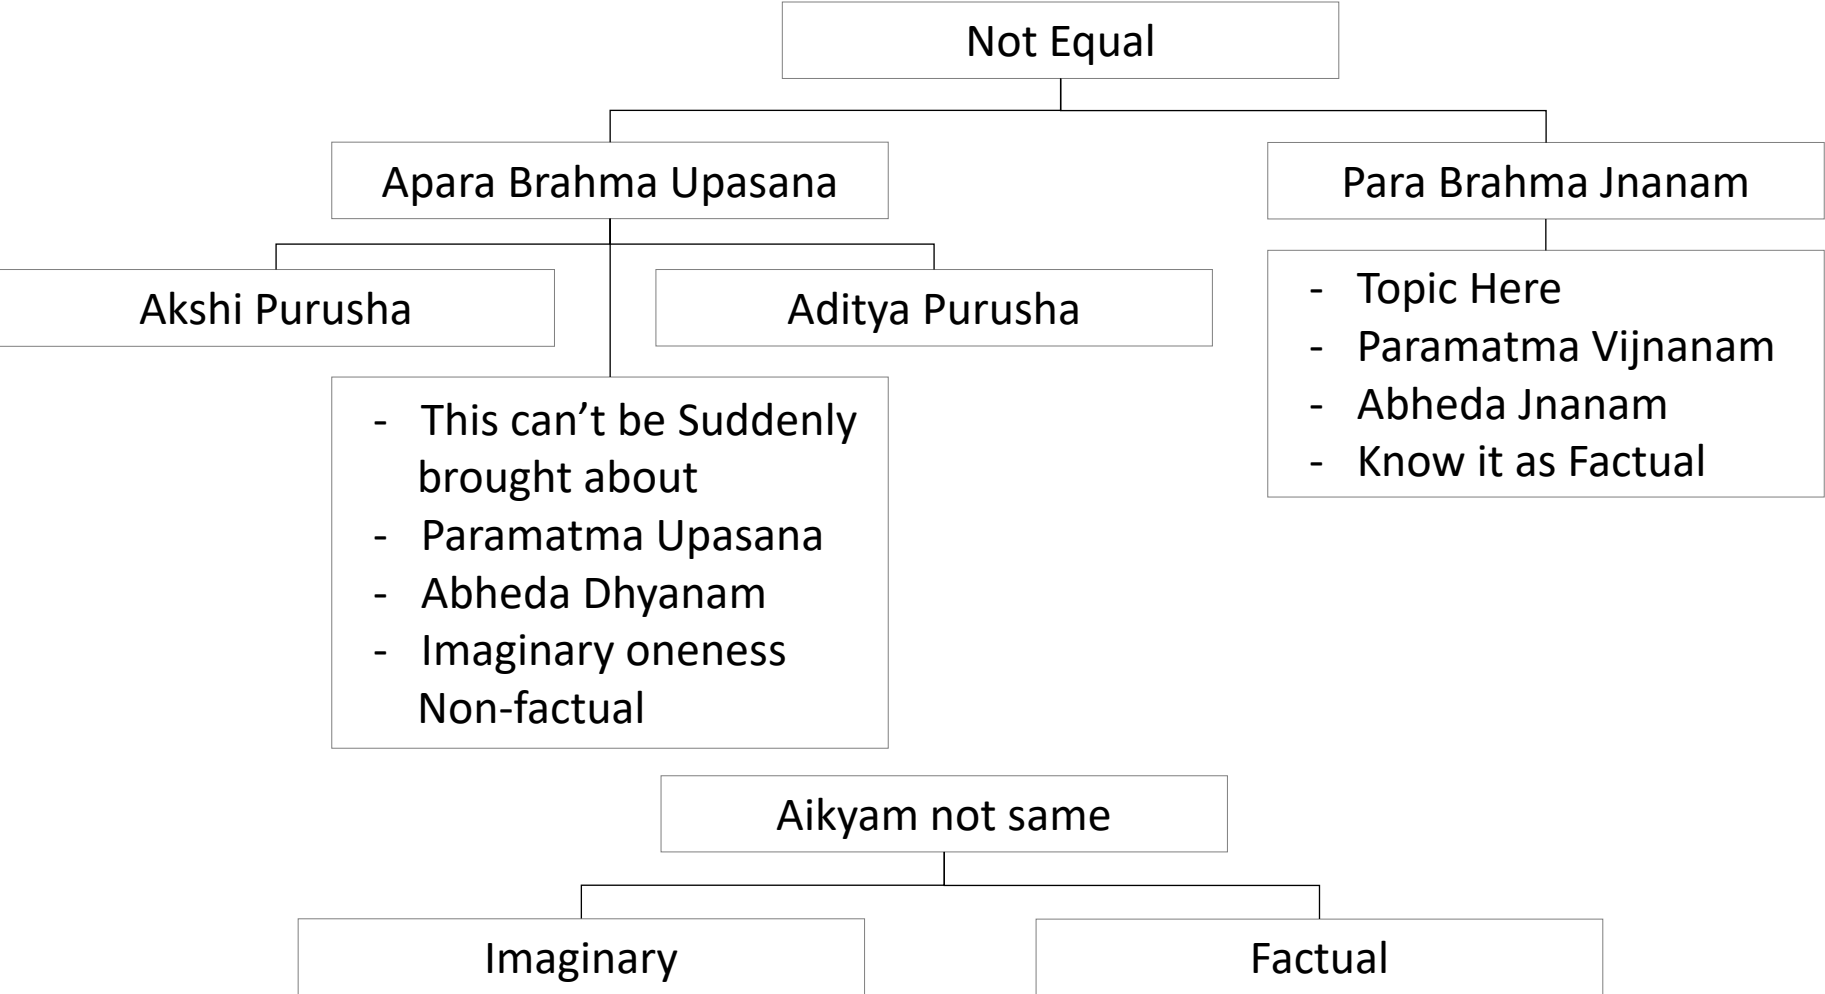 Not Equal
Apara Brahma Upasana
Para Brahma Jnanam
Akshi Purusha
Aditya Purusha
- Topic Here
- Paramatma Vijnanam
- Abheda Jnanam
- Know it as Factual
- This can’t be Suddenly
brought about
- Paramatma Upasana
- Abheda Dhyanam
- Imaginary oneness
Non-factual
Aikyam not same
Imaginary
Factual